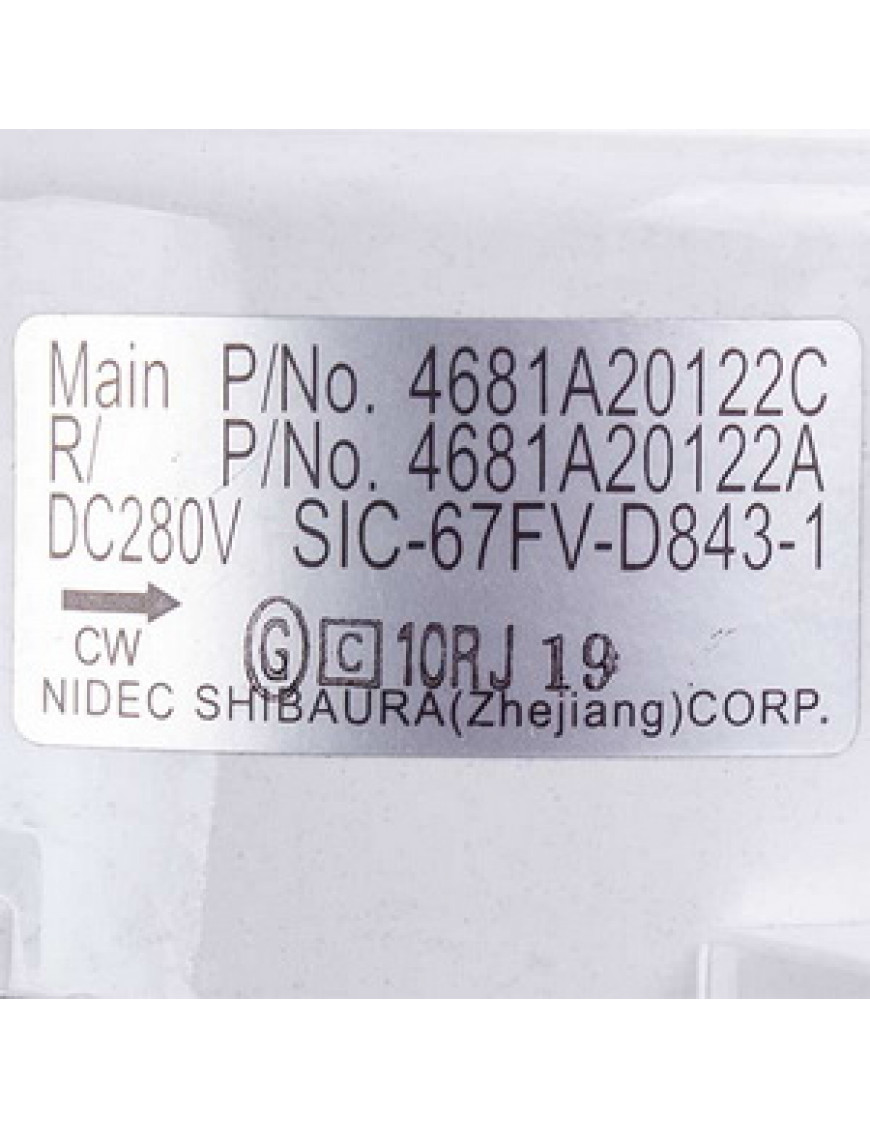 Main P/No. 4681A20122C
R/ P/No. 4681A20122A
DC280V SIC-67FV-D843-1
CW G C 10RJ 19
NIDEC SHIBAURA(Zhejiang)CORP.